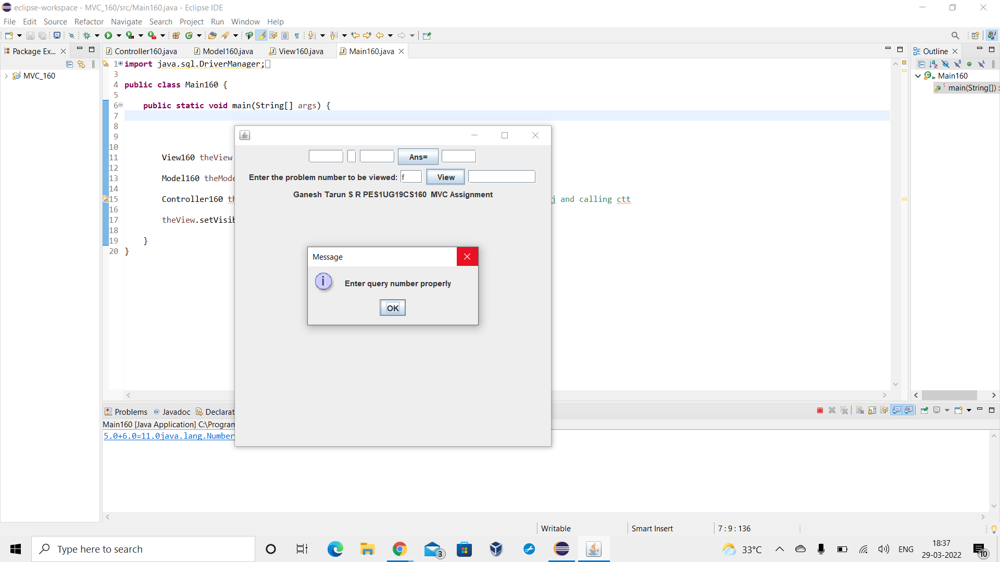 eclipse-workspace - MVC_160/src/Main160.java - Eclipse IDE
File Edit Source Refactor Navigate Search Project Run Window Help
Package Ex...
Controller160.java Model160.java View160.java Main160.java
Outline
1 import java.sql.DriverManager;
3
4 public class Main160 {
5
6 public static void main(String[] args) {
7
8
9
10
11 View160 theView
12
13 Model160 theMode
14
15 Controller160 th j and calling ctt
16
17 theView.setVisib
18
19 }
20 }
MVC_160
Main160
main(String[]) :
Ans=
Enter the problem number to be viewed: f View
Ganesh Tarun S R PES1UG19CS160 MVC Assignment
Message
Enter query number properly
OK
Problems Javadoc Declarat
Main160 [Java Application] C:\Program
5.0+6.0=11.0java.lang.Number
Writable Smart Insert 7 : 9 : 136
Type here to search
3
33°C
ENG
18:37
29-03-2022
10